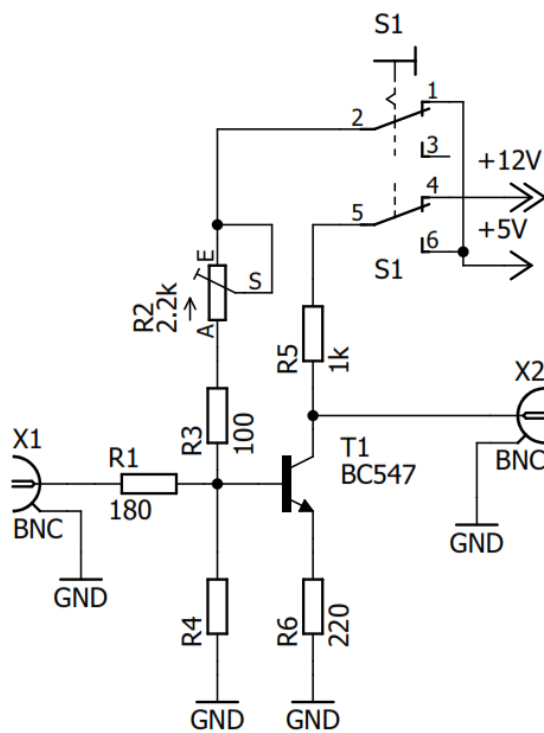 S1
1
2
3
+12V
4
5
+5V
6
S1
E
S
R2
2.2k
A
R5
1k
X2
X1
R3
100
R1
T1
BC547
BNC
180
BNC
GND
GND
R4
R6
220
GND
GND